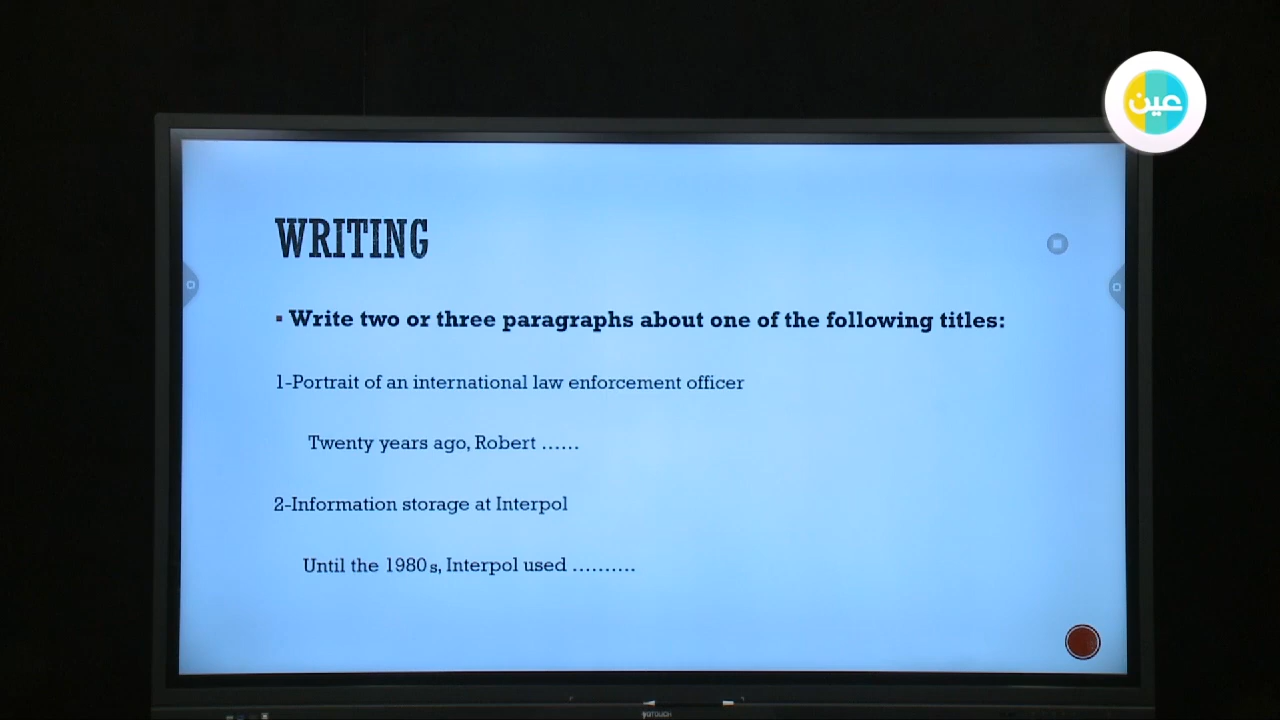 عين
WRITING
▪ Write two or three paragraphs about one of the following titles:
1-Portrait of an international law enforcement officer
Twenty years ago, Robert ......
2-Information storage at Interpol
Until the 1980s, Interpol used ..........